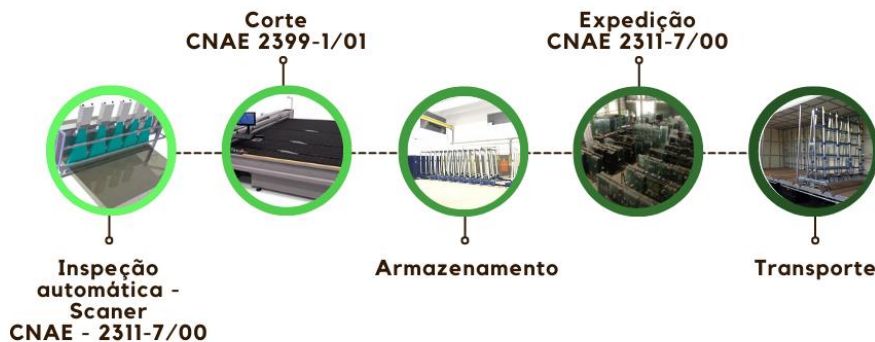 Corte
CNAE 2399-1/01
Expedição
CNAE 2311-7/00
Inspeção
automática -
Scaner
CNAE - 2311-7/00
Armazenamento
Transporte